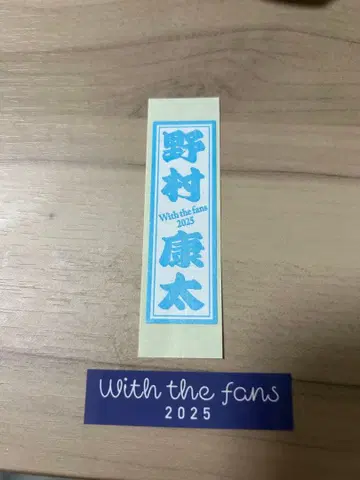 野村
With the fans
2025
康太
With the fans
2025